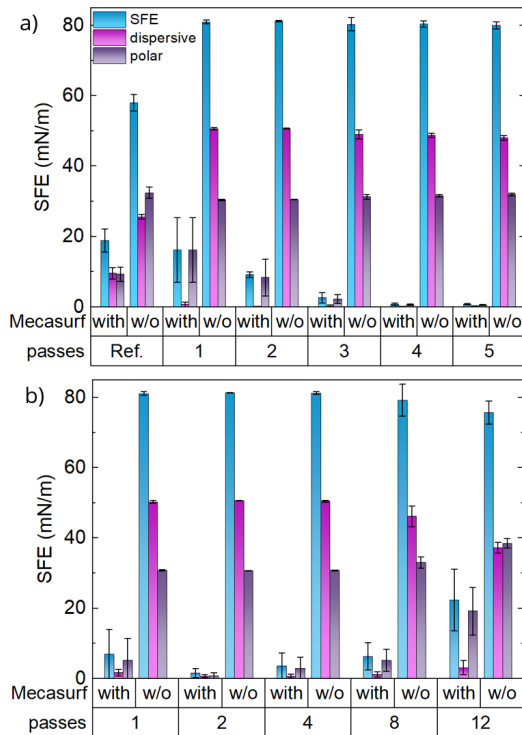 a)
SFE
dispersive
polar
80
60
40
20
0
SFE (mN/m)
Mecasurf with w/o with w/o with w/o with w/o with w/o with w/o
passes Ref. 1 2 3 4 5
b)
80
60
40
20
0
SFE (mN/m)
Mecasurf with w/o with w/o with w/o with w/o with w/o
passes 1 2 4 8 12